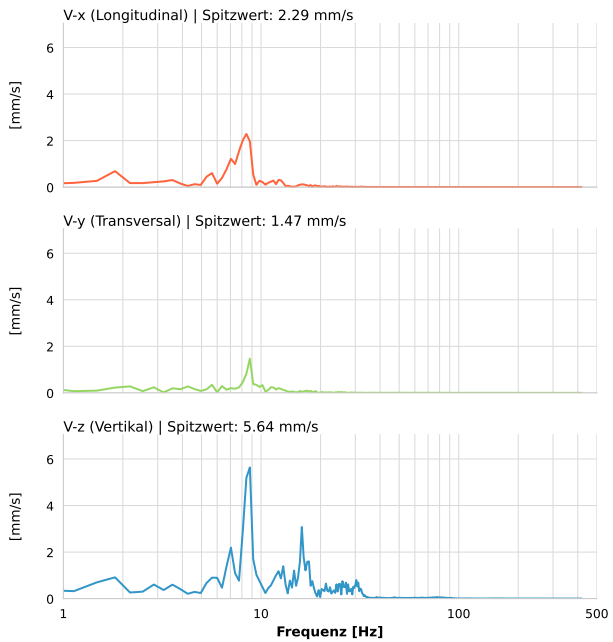 V-x (Longitudinal) | Spitzwert: 2.29 mm/s
6
4
2
0
[mm/s]
V-y (Transversal) | Spitzwert: 1.47 mm/s
6
4
2
0
[mm/s]
V-z (Vertikal) | Spitzwert: 5.64 mm/s
6
4
2
0
[mm/s]
1 10 100 500
Frequenz [Hz]